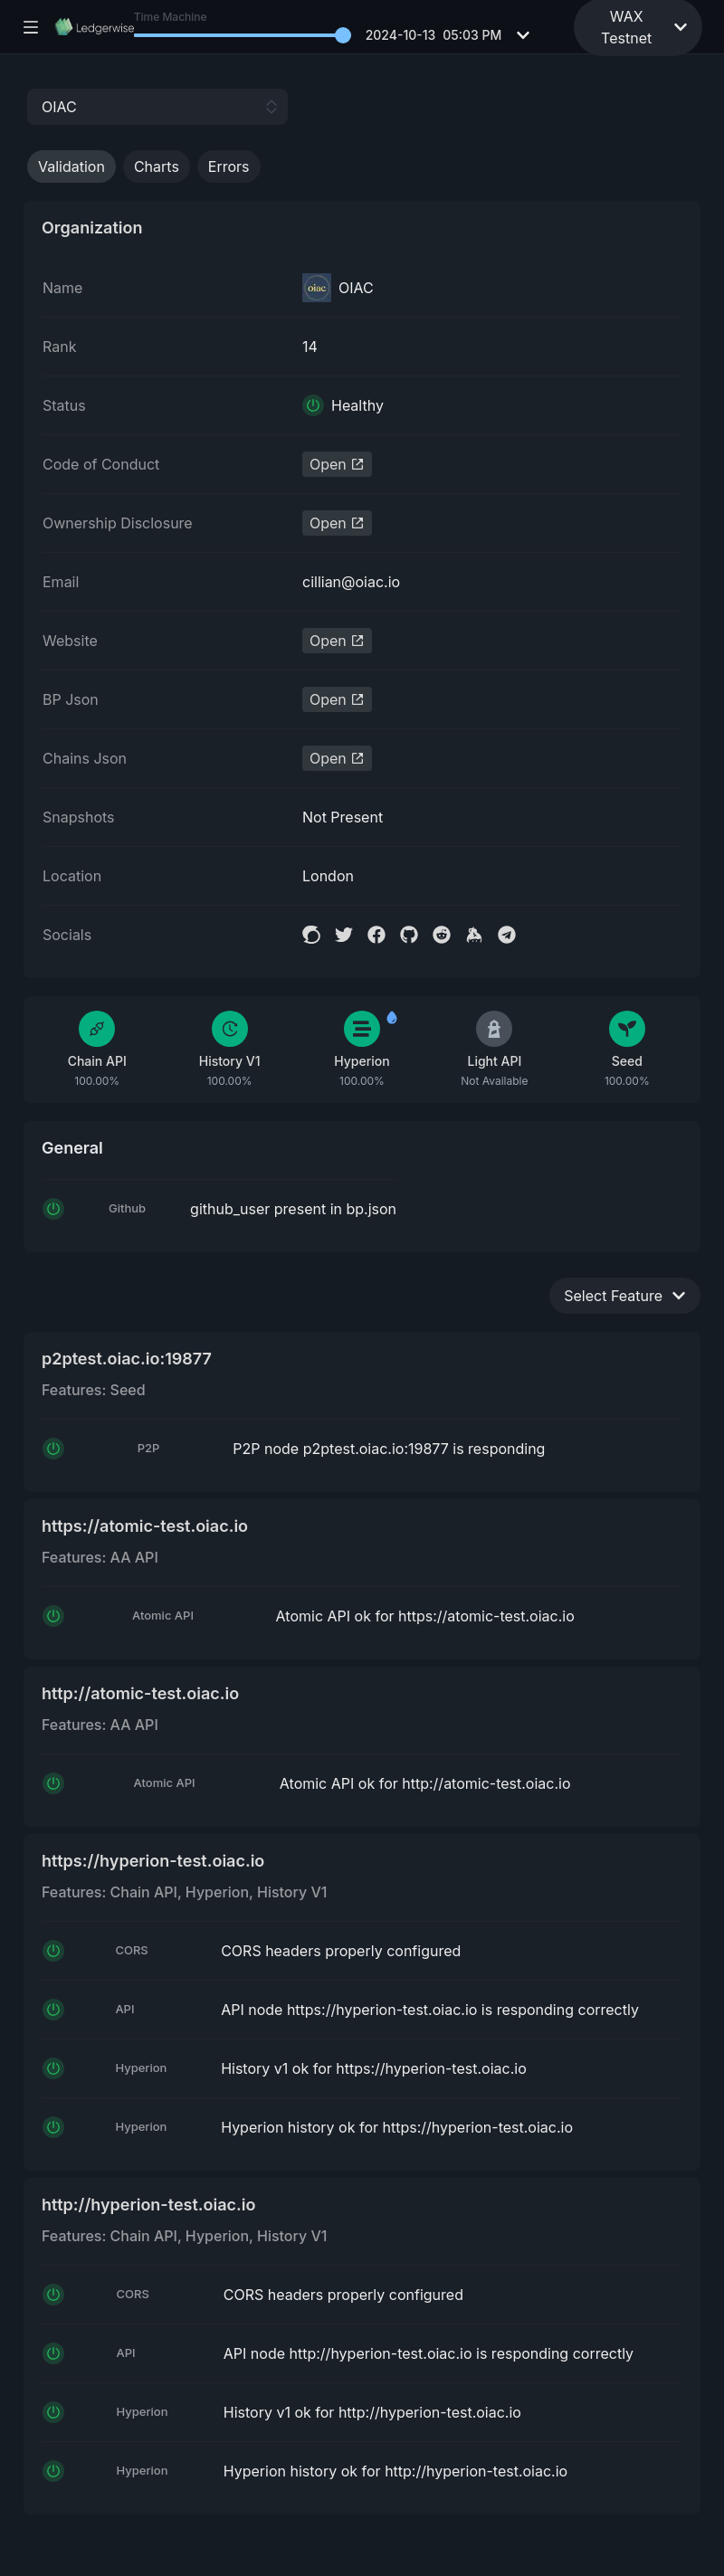 Time Machine
Ledgerwise
2024-10-13 05:03 PM
WAX
Testnet
OIAC
Validation Charts Errors
Organization
Name oiac OIAC
Rank 14
Status Healthy
Code of Conduct Open
Ownership Disclosure Open
Email cillian@oiac.io
Website Open
BP Json Open
Chains Json Open
Snapshots Not Present
Location London
Socials
Chain API History V1 Hyperion Light API Seed
100.00% 100.00% 100.00% Not Available 100.00%
General
Github github_user present in bp.json
Select Feature
p2ptest.oiac.io:19877
Features: Seed
P2P P2P node p2ptest.oiac.io:19877 is responding
https://atomic-test.oiac.io
Features: AA API
Atomic API Atomic API ok for https://atomic-test.oiac.io
http://atomic-test.oiac.io
Features: AA API
Atomic API Atomic API ok for http://atomic-test.oiac.io
https://hyperion-test.oiac.io
Features: Chain API, Hyperion, History V1
CORS CORS headers properly configured
API API node https://hyperion-test.oiac.io is responding correctly
Hyperion History v1 ok for https://hyperion-test.oiac.io
Hyperion Hyperion history ok for https://hyperion-test.oiac.io
http://hyperion-test.oiac.io
Features: Chain API, Hyperion, History V1
CORS CORS headers properly configured
API API node http://hyperion-test.oiac.io is responding correctly
Hyperion History v1 ok for http://hyperion-test.oiac.io
Hyperion Hyperion history ok for http://hyperion-test.oiac.io